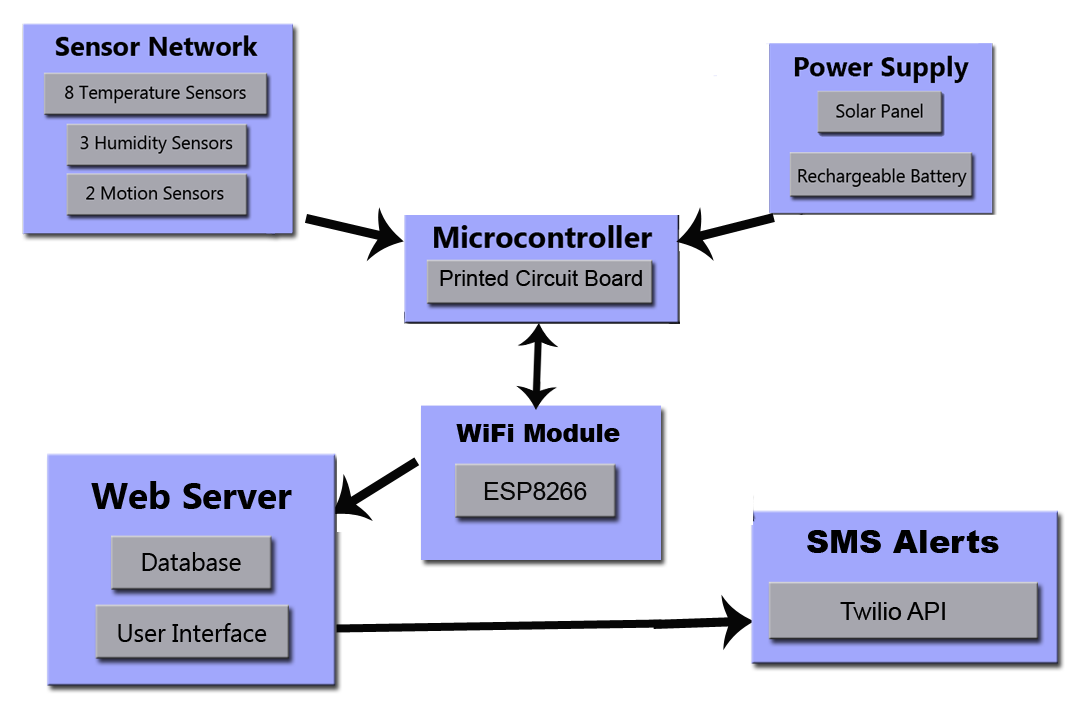 Sensor Network
8 Temperature Sensors
3 Humidity Sensors
2 Motion Sensors
Power Supply
Solar Panel
Rechargeable Battery
Microcontroller
Printed Circuit Board
WiFi Module
ESP8266
Web Server
Database
User Interface
SMS Alerts
Twilio API